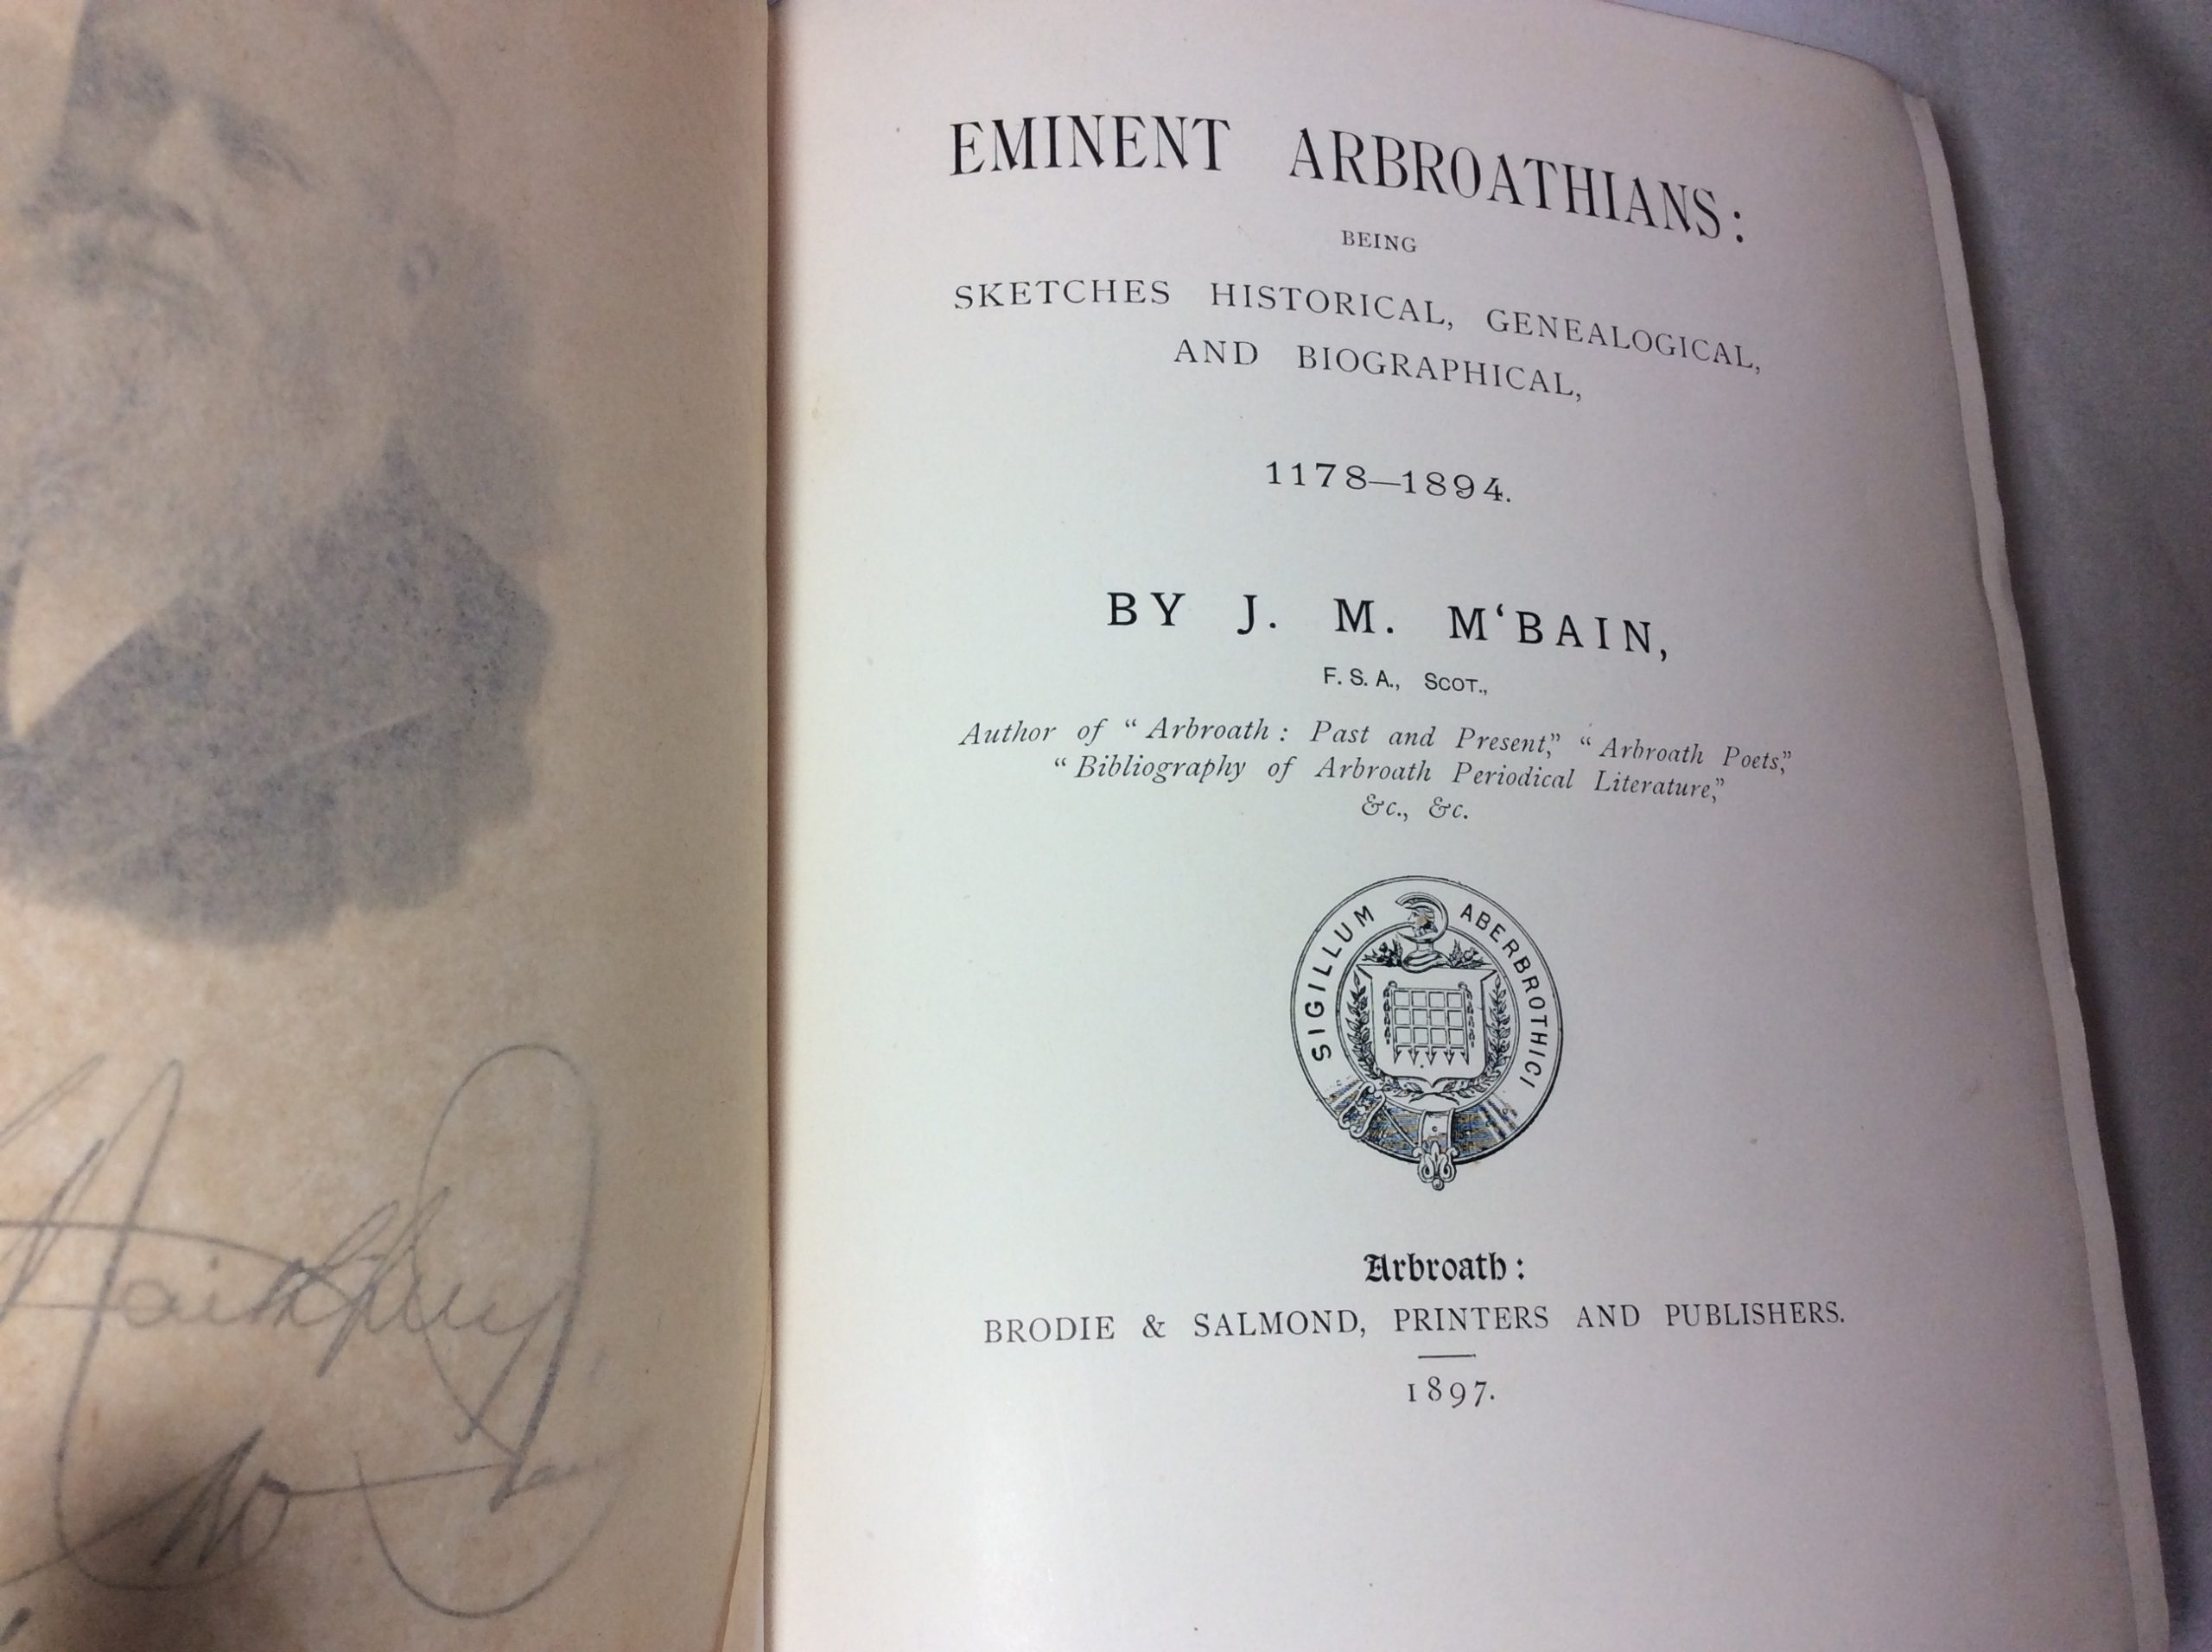 EMINENT ARBROATHIANS:
BEING
SKETCHES HISTORICAL, GENEALOGICAL,
AND BIOGRAPHICAL,
1178—1894.
BY J. M. M‘BAIN,
F. S. A., SCOT.,
Author of “Arbroath: Past and Present,” “Arbroath Poets,”
“Bibliography of Arbroath Periodical Literature,”
&c., &c.
SIGILLUM ABERBROTHICI
Arbroath:
BRODIE & SALMOND, PRINTERS AND PUBLISHERS.
1897.